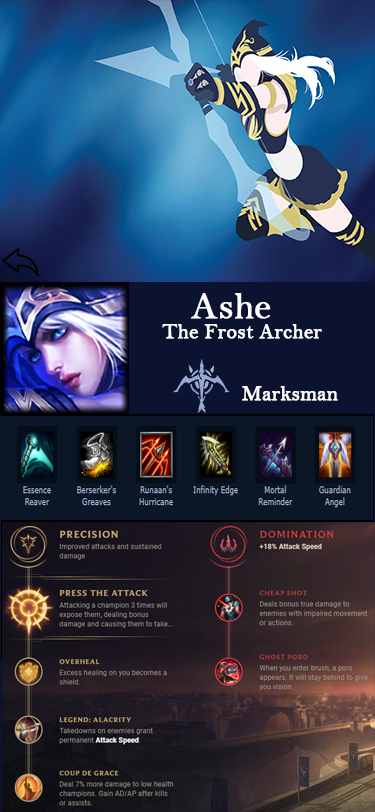 Ashe
The Frost Archer
Marksman
Essence
Reaver
Berserker's
Greaves
Runaan's
Hurricane
Infinity Edge
Mortal
Reminder
Guardian
Angel
PRECISION
Improved attacks and sustained
damage
PRESS THE ATTACK
Attacking a champion 3 times will
expose them, dealing bonus
damage and causing them to take...
OVERHEAL
Excess healing on you becomes a
shield.
LEGEND: ALACRITY
Takedowns on enemies grant
permanent Attack Speed.
COUP DE GRACE
Deal 7% more damage to low health
champions. Gain AD/AP after kills
or assists.
DOMINATION
+18% Attack Speed
CHEAP SHOT
Deals bonus true damage to
enemies with impaired movement
or actions.
GHOST PORO
When you enter brush, a poro
appears. It will stay behind to give
you vision.